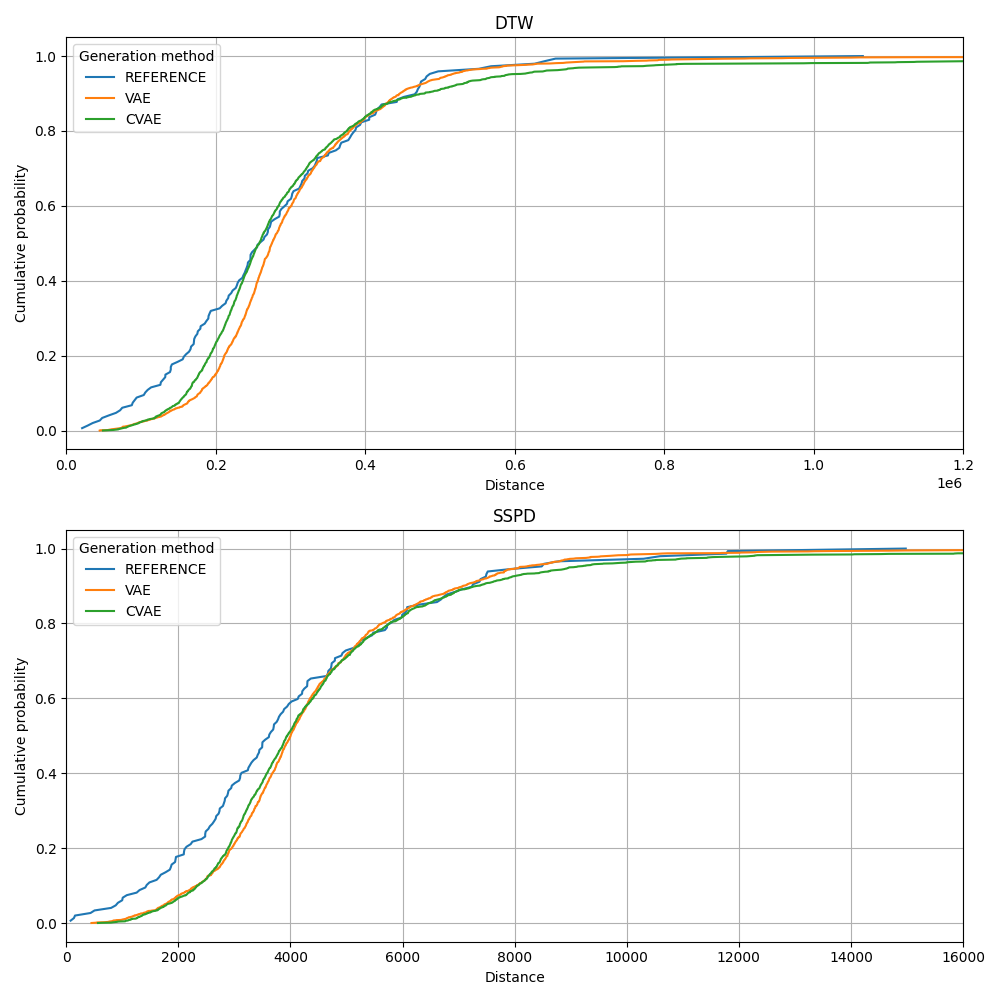 DTW
Generation method
REFERENCE
VAE
CVAE
1.0
0.8
0.6
0.4
0.2
0.0
Cumulative probability
0.0 0.2 0.4 0.6 0.8 1.0 1.2
1e6
Distance
SSPD
Generation method
REFERENCE
VAE
CVAE
1.0
0.8
0.6
0.4
0.2
0.0
Cumulative probability
0 2000 4000 6000 8000 10000 12000 14000 16000
Distance